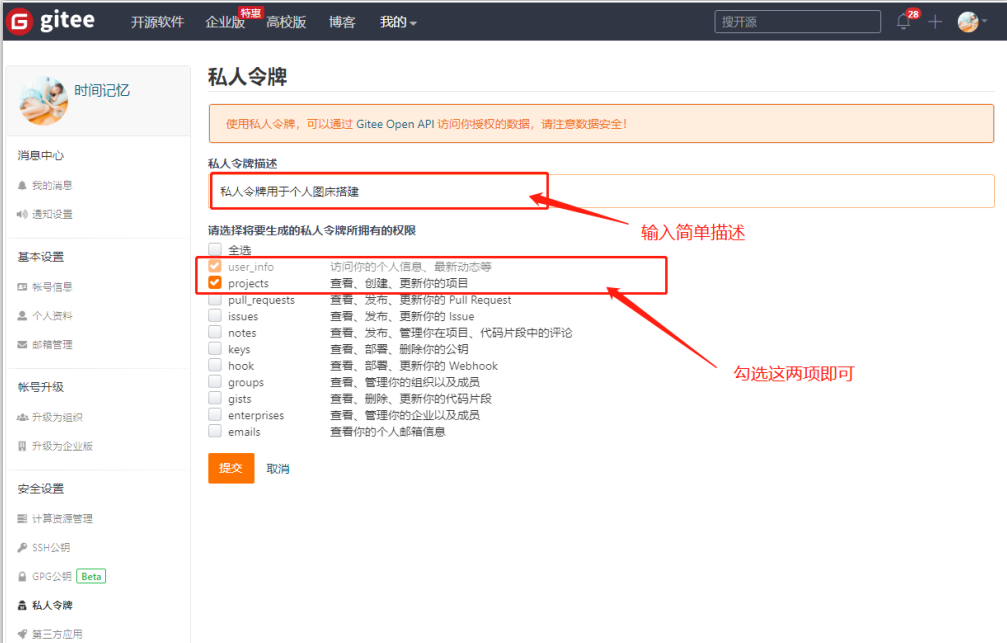 gitee 开源软件 企业版 特惠 高校版 博客 我的 搜开源 28
时间记忆
消息中心
我的消息
通知设置
基本设置
帐号信息
个人资料
邮箱管理
帐号升级
升级为组织
升级为企业版
安全设置
计算资源管理
SSH公钥
GPG公钥 Beta
私人令牌
第三方应用
私人令牌
使用私人令牌，可以通过 Gitee Open API 访问你授权的数据，请注意数据安全！
私人令牌描述
私人令牌用于个人图床搭建
输入简单描述
请选择将要生成的私人令牌所拥有的权限
全选
user_info 访问你的个人信息、最新动态等
projects 查看、创建、更新你的项目
pull_requests 查看、发布、更新你的 Pull Request
issues 查看、发布、更新你的 Issue
notes 查看、发布、管理你在项目、代码片段中的评论
keys 查看、部署、删除你的公钥
hook 查看、部署、更新你的 Webhook
groups 查看、管理你的组织以及成员
gists 查看、删除、更新你的代码片段
enterprises 查看、管理你的企业以及成员
emails 查看你的个人邮箱信息
勾选这两项即可
提交 取消